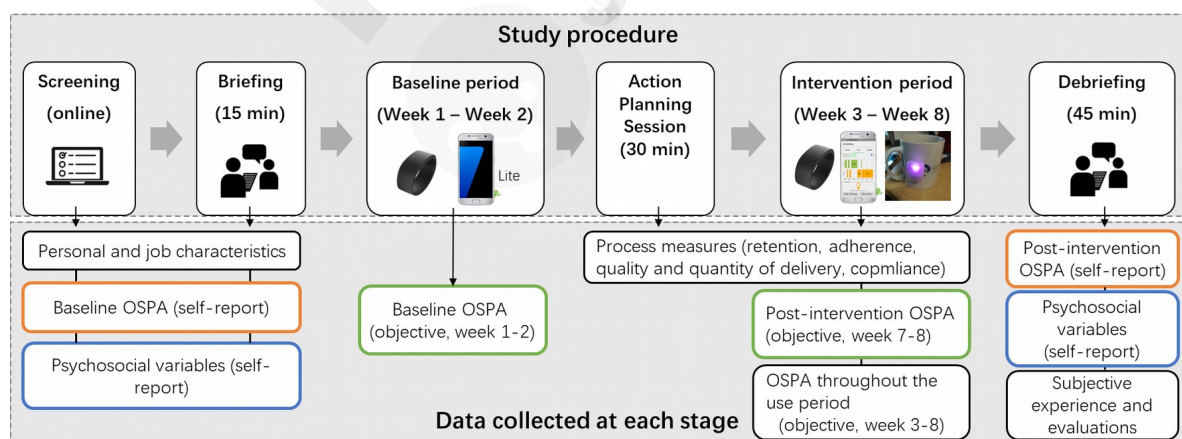 Study procedure
Screening
(online)
Briefing
(15 min)
Baseline period
(Week 1 – Week 2)
Lite
Action
Planning
Session
(30 min)
Intervention period
(Week 3 – Week 8)
Debriefing
(45 min)
Personal and job characteristics
Baseline OSPA (self-report)
Psychosocial variables (self-
report)
Baseline OSPA
(objective, week 1-2)
Process measures (retention, adherence,
quality and quantity of delivery, copmliance)
Post-intervention OSPA
(objective, week 7-8)
OSPA throughout the
use period
(objective, week 3-8)
Post-intervention
OSPA (self-report)
Psychosocial
variables
(self-report)
Subjective
experience and
evaluations
Data collected at each stage